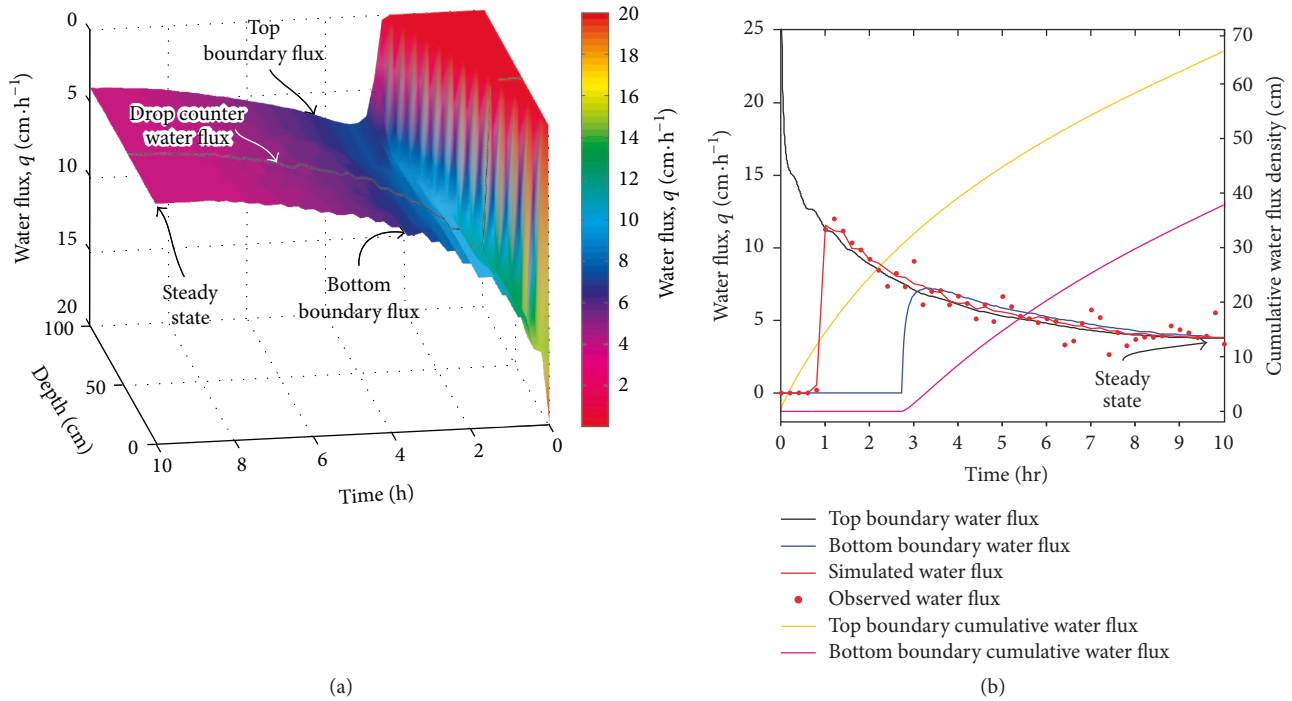 0
5
10
15
20
Water flux, q (cm·h⁻¹)
Top
boundary flux
Drop counter
water flux
Steady
state
Bottom
boundary flux
100
50
0
Depth (cm)
10
8
6
4
2
0
Time (h)
20
18
16
14
12
10
8
6
4
2
Water flux, q (cm·h⁻¹)
(a)
25
20
15
10
5
0
Water flux, q (cm·h⁻¹)
70
60
50
40
30
20
10
0
Cumulative water flux density (cm)
Steady
state
0 1 2 3 4 5 6 7 8 9 10
Time (hr)
Top boundary water flux
Bottom boundary water flux
Simulated water flux
Observed water flux
Top boundary cumulative water flux
Bottom boundary cumulative water flux
(b)